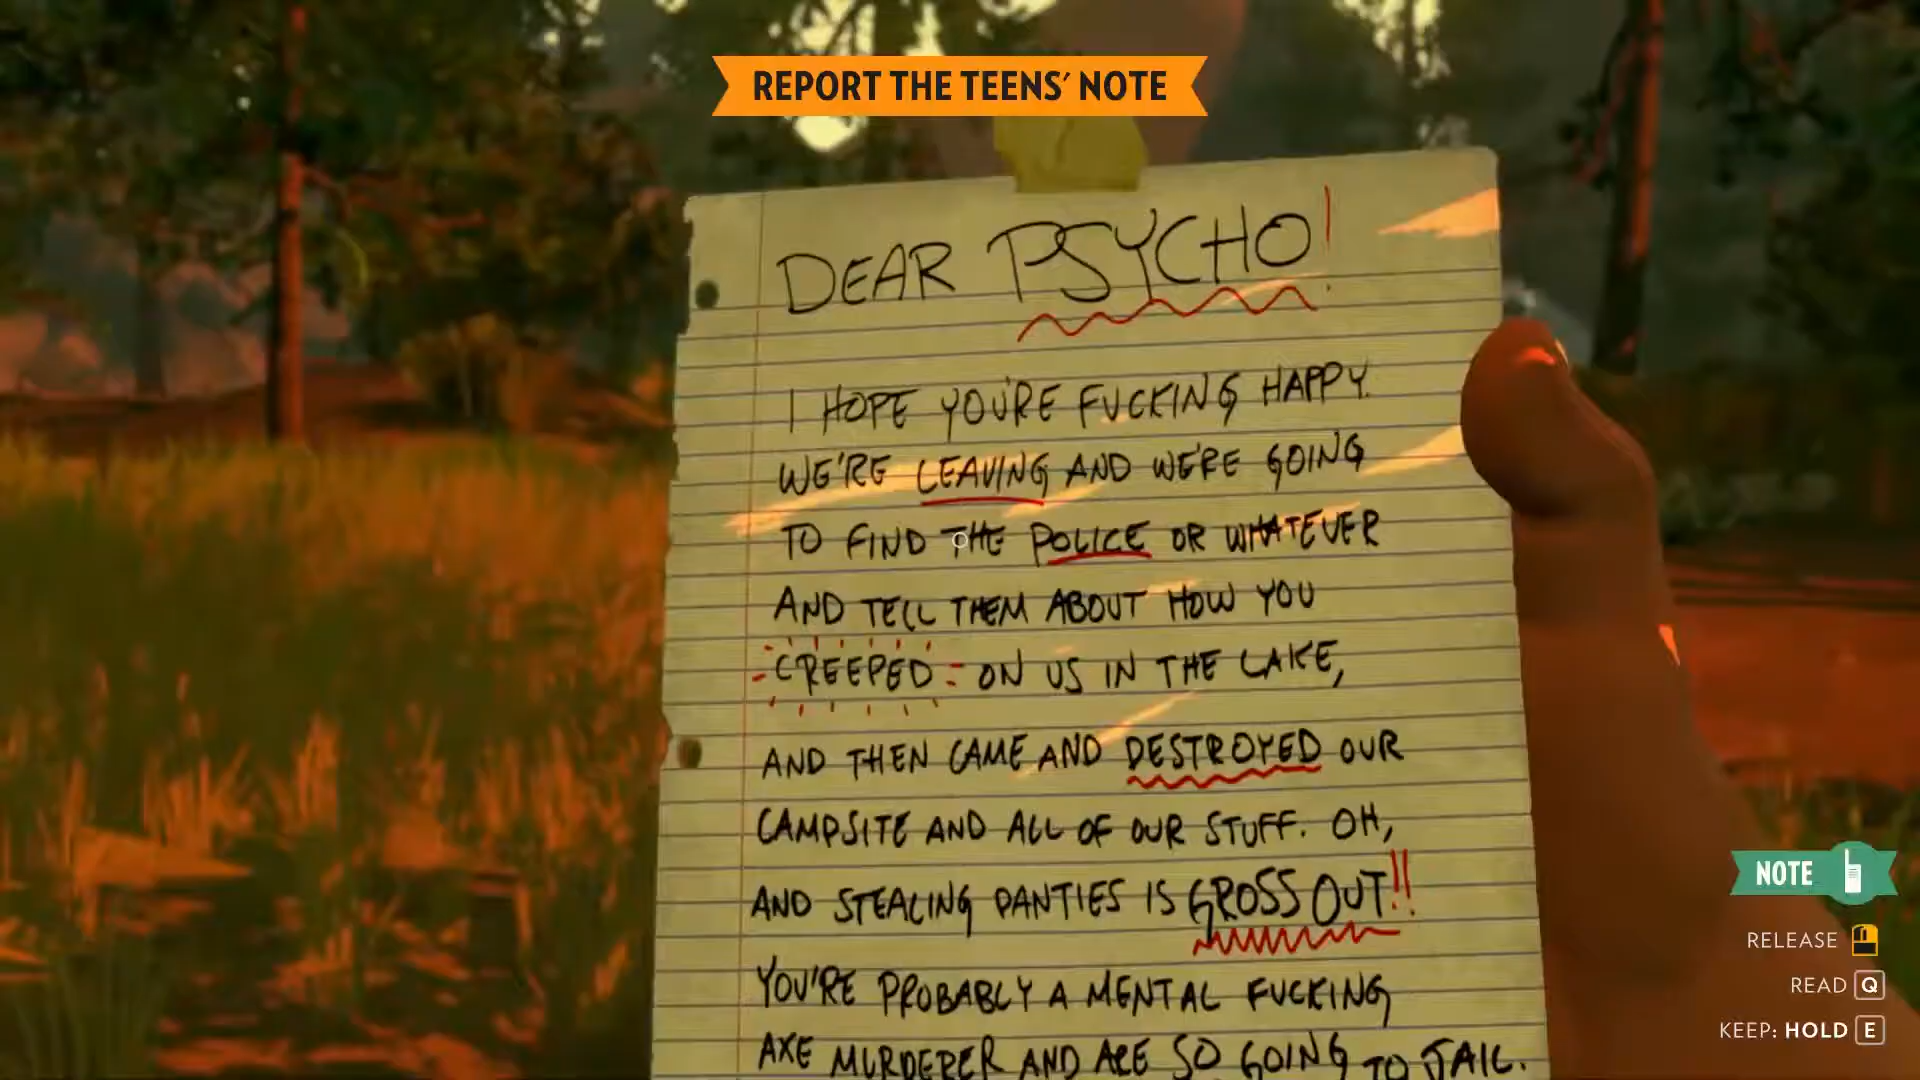 REPORT THE TEENS' NOTE
DEAR PSYCHO!
I HOPE YOU'RE FUCKING HAPPY.
WE'RE LEAVING AND WE'RE GOING
TO FIND THE POLICE OR WHATEVER
AND TELL THEM ABOUT HOW YOU
CREEPED ON US IN THE LAKE,
AND THEN CAME AND DESTROYED OUR
CAMPSITE AND ALL OF OUR STUFF. OH,
AND STEALING PANTIES IS GROSS OUT!!
YOU'RE PROBABLY A MENTAL FUCKING
AXE MURDERER AND ARE SO GOING TO JAIL.
NOTE
RELEASE
READ Q
KEEP: HOLD E